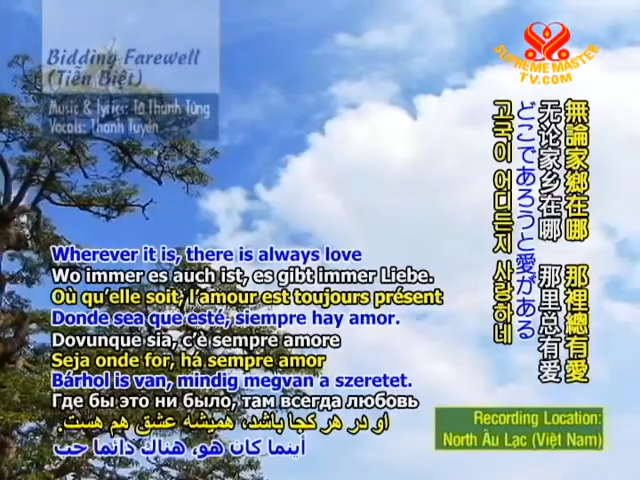 Bidding Farewell
(Tiễn Biệt)
Music & lyrics: Tô Thanh Tùng
Vocals: Thanh Tuyền
SUPREME MASTER
TV.COM
無論家鄉在哪 那裡總有愛
无论家乡在哪 那里总有爱
どこであろうと愛がある
고국이 어디든지 사랑하네
Wherever it is, there is always love
Wo immer es auch ist, es gibt immer Liebe.
Où qu'elle soit, l'amour est toujours présent
Donde sea que esté, siempre hay amor.
Dovunque sia, c'è sempre amore
Seja onde for, há sempre amor
Bárhol is van, mindig megvan a szeretet.
Где бы это ни было, там всегда любовь
او در هر کجا باشد، همیشه عشق هم هست.
أينما كان هو، هناك دائما حب
Recording Location:
North Âu Lạc (Việt Nam)